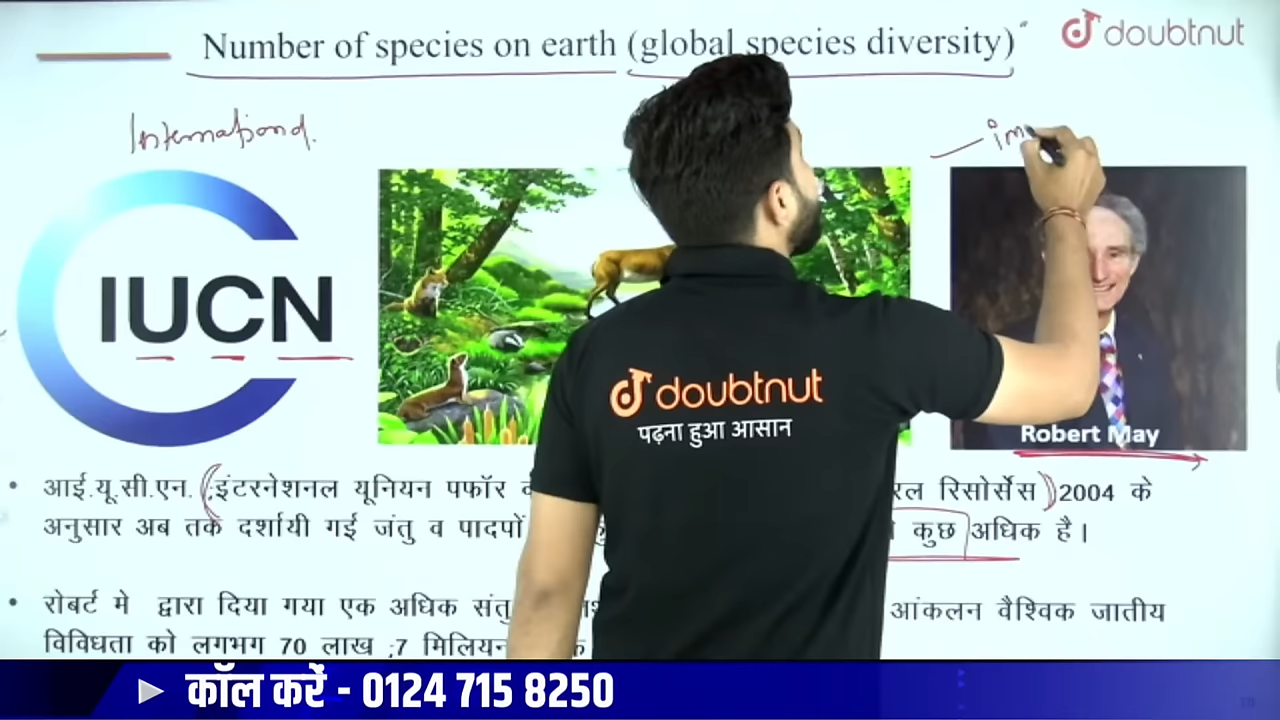 Number of species on earth (global species diversity)
doubtnut
Internationd.
im
IUCN
doubtnut
पढ़ना हुआ आसान
Robert May
• आई.यू.सी.एन. (;इंटरनेशनल यूनियन पफॉर रल रिसोर्सेस )2004 के
अनुसार अब तक दर्शायी गई जंतु व पादपों कुछ अधिक है।
• रोबर्ट मे द्वारा दिया गया एक अधिक संतु आंकलन वैश्विक जातीय
विविधता को लगभग 70 लाख ;7 मिलियन
कॉल करें - 0124 715 8250